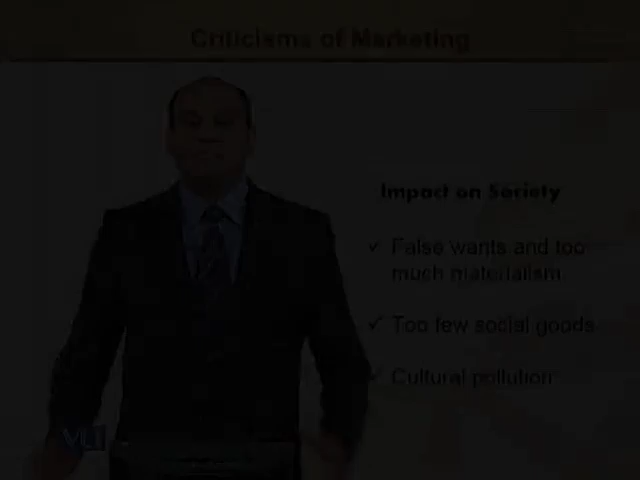 Criticisms of Marketing
Impact on Society
✓ False wants and too
much materialism
✓ Too few social goods
✓ Cultural pollution